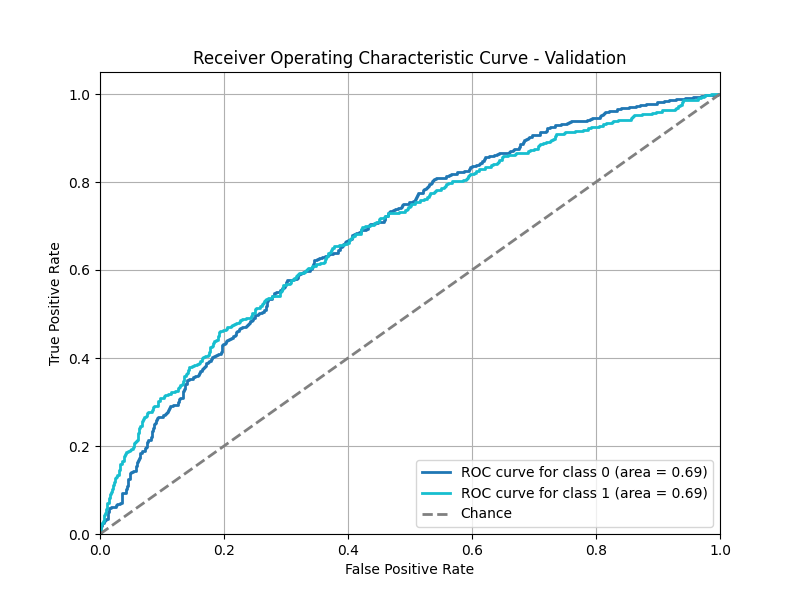 Receiver Operating Characteristic Curve - Validation
True Positive Rate
1.0
0.8
0.6
0.4
0.2
0.0
0.0
0.2
0.4
0.6
0.8
1.0
False Positive Rate
ROC curve for class 0 (area = 0.69)
ROC curve for class 1 (area = 0.69)
Chance